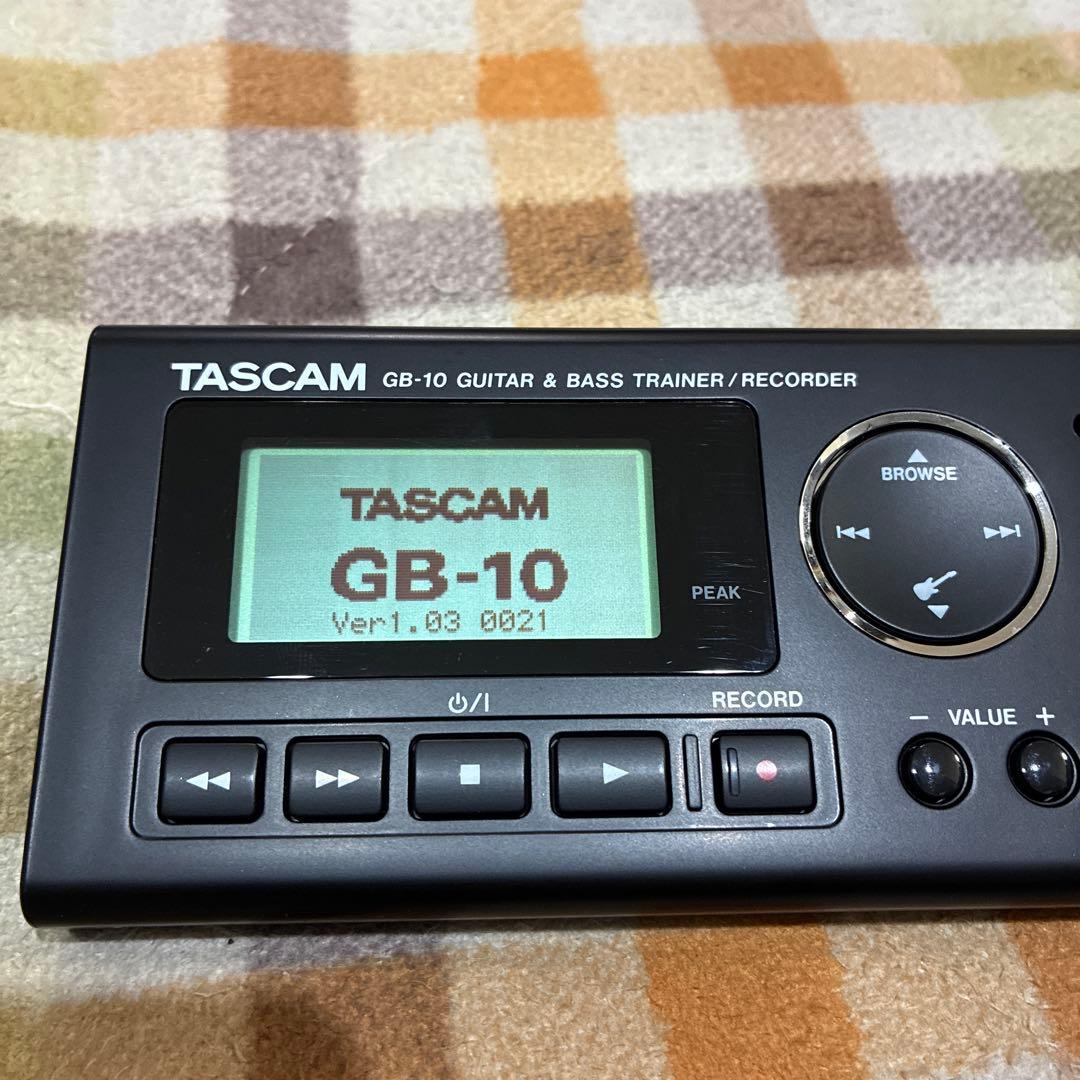 TASCAM GB-10 GUITAR & BASS TRAINER/RECORDER
TASCAM
GB-10
Ver1.03 0021
PEAK
BROWSE
⏻/I
RECORD
− VALUE +